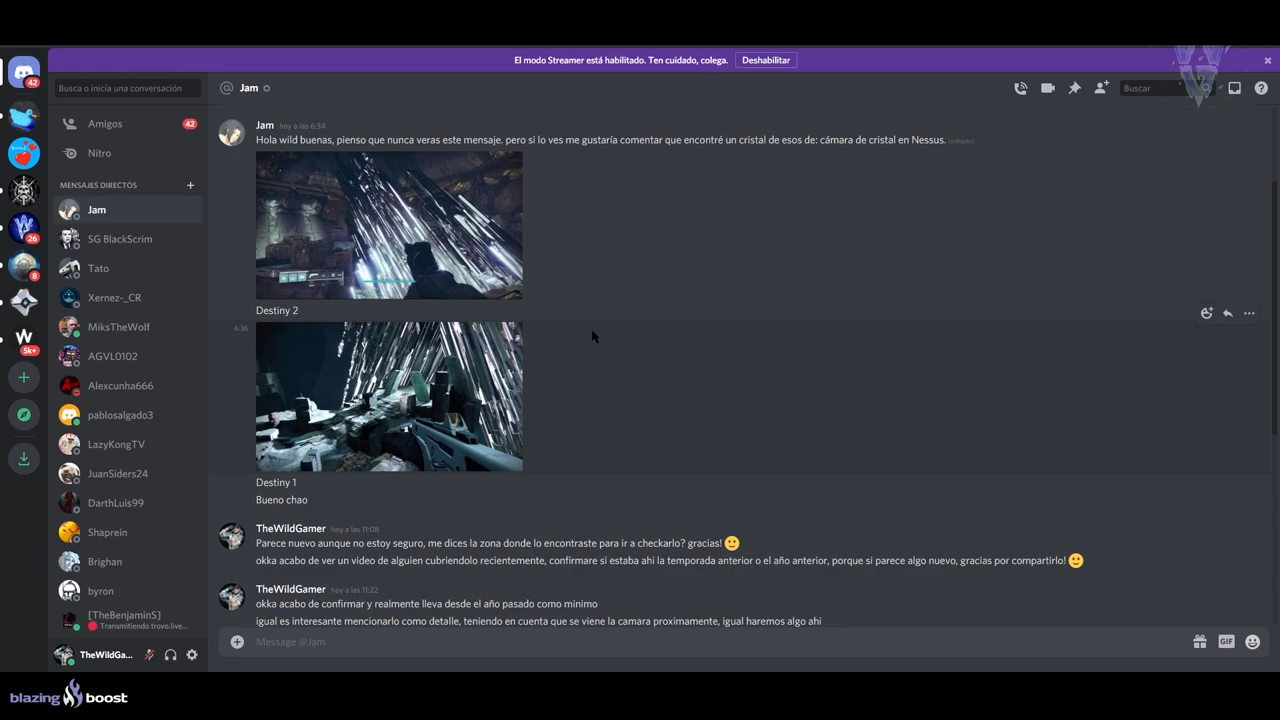 El modo Streamer está habilitado. Ten cuidado, colega. Deshabilitar
42
Busca o inicia una conversación
Jam
Buscar
Amigos
42
Nitro
MENSAJES DIRECTOS
Jam
SG BlackScrim
26
Tato
8
Xernez-_CR
MiksTheWolf
W
5k+
AGVL0102
Alexcunha666
pablosalgado3
LazyKongTV
JuanSiders24
DarthLuis99
Shaprein
Brighan
byron
[TheBenjaminS]
Transmitiendo trovo.live...
TheWildGa...
Jam hoy a las 6:34
Hola wild buenas, pienso que nunca veras este mensaje. pero si lo ves me gustaría comentar que encontré un cristal de esos de: cámara de cristal en Nessus. (editado)
Destiny 2
6:36
Destiny 1
Bueno chao
TheWildGamer hoy a las 11:08
Parece nuevo aunque no estoy seguro, me dices la zona donde lo encontraste para ir a checkarlo? gracias!
okka acabo de ver un video de alguien cubriendolo recientemente, confirmare si estaba ahi la temporada anterior o el año anterior, porque si parece algo nuevo, gracias por compartirlo!
TheWildGamer hoy a las 11:22
okka acabo de confirmar y realmente lleva desde el año pasado como minimo
igual es interesante mencionarlo como detalle, teniendo en cuenta que se viene la camara proximamente, igual haremos algo ahi
Message @Jam
GIF
blazing boost